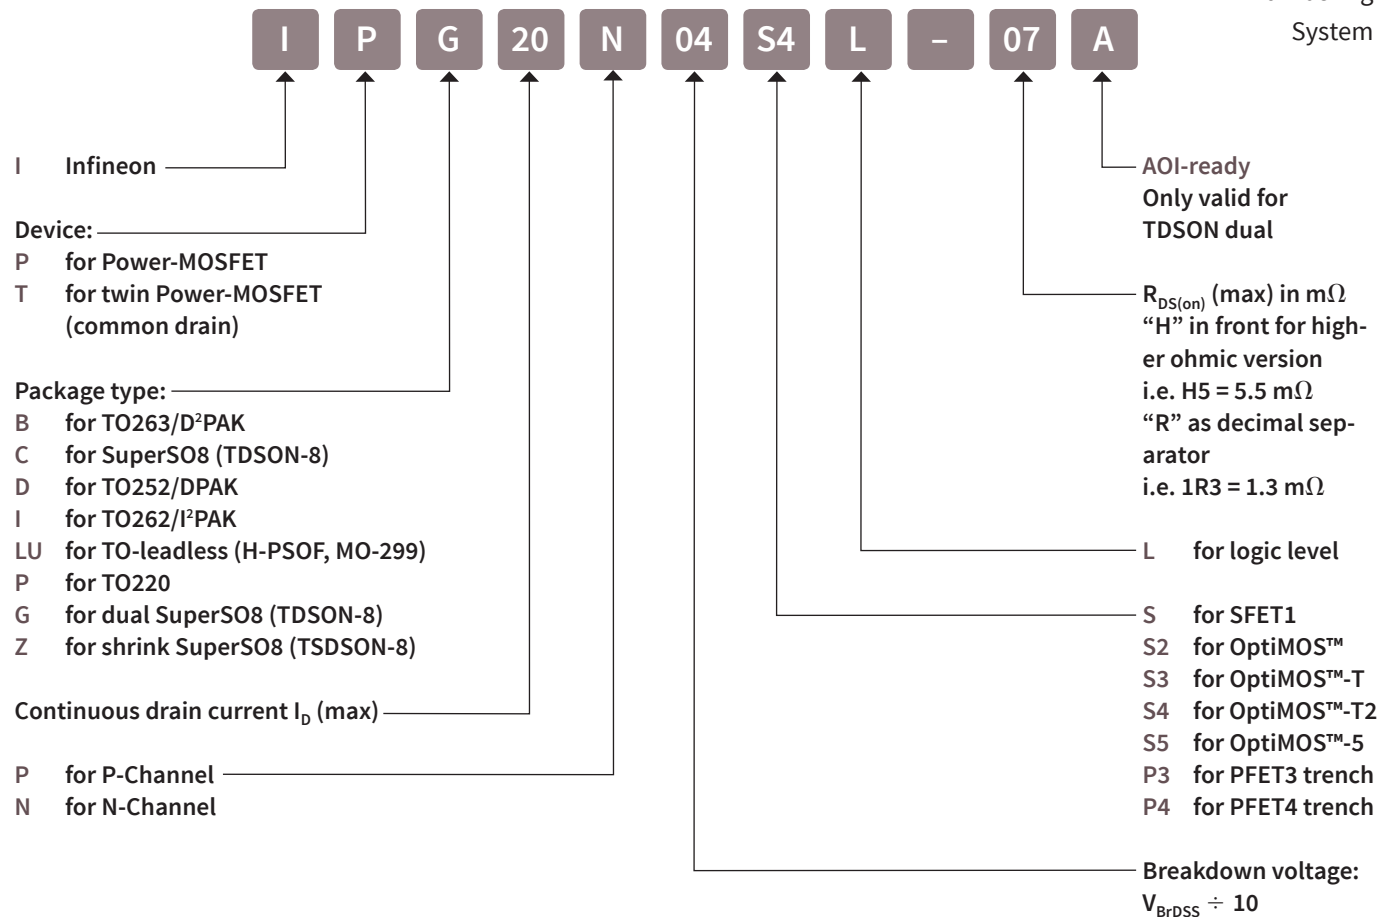 System
I P G 20 N 04 S4 L – 07 A
I Infineon
Device:
P for Power-MOSFET
T for twin Power-MOSFET
(common drain)
Package type:
B for TO263/D²PAK
C for SuperSO8 (TDSON-8)
D for TO252/DPAK
I for TO262/I²PAK
LU for TO-leadless (H-PSOF, MO-299)
P for TO220
G for dual SuperSO8 (TDSON-8)
Z for shrink SuperSO8 (TSDSON-8)
Continuous drain current I_D (max)
P for P-Channel
N for N-Channel
AOI-ready
Only valid for
TDSON dual
R_DS(on) (max) in mΩ
“H” in front for high-
er ohmic version
i.e. H5 = 5.5 mΩ
“R” as decimal sep-
arator
i.e. 1R3 = 1.3 mΩ
L for logic level
S for SFET1
S2 for OptiMOS™
S3 for OptiMOS™-T
S4 for OptiMOS™-T2
S5 for OptiMOS™-5
P3 for PFET3 trench
P4 for PFET4 trench
Breakdown voltage:
V_BrDSS ÷ 10